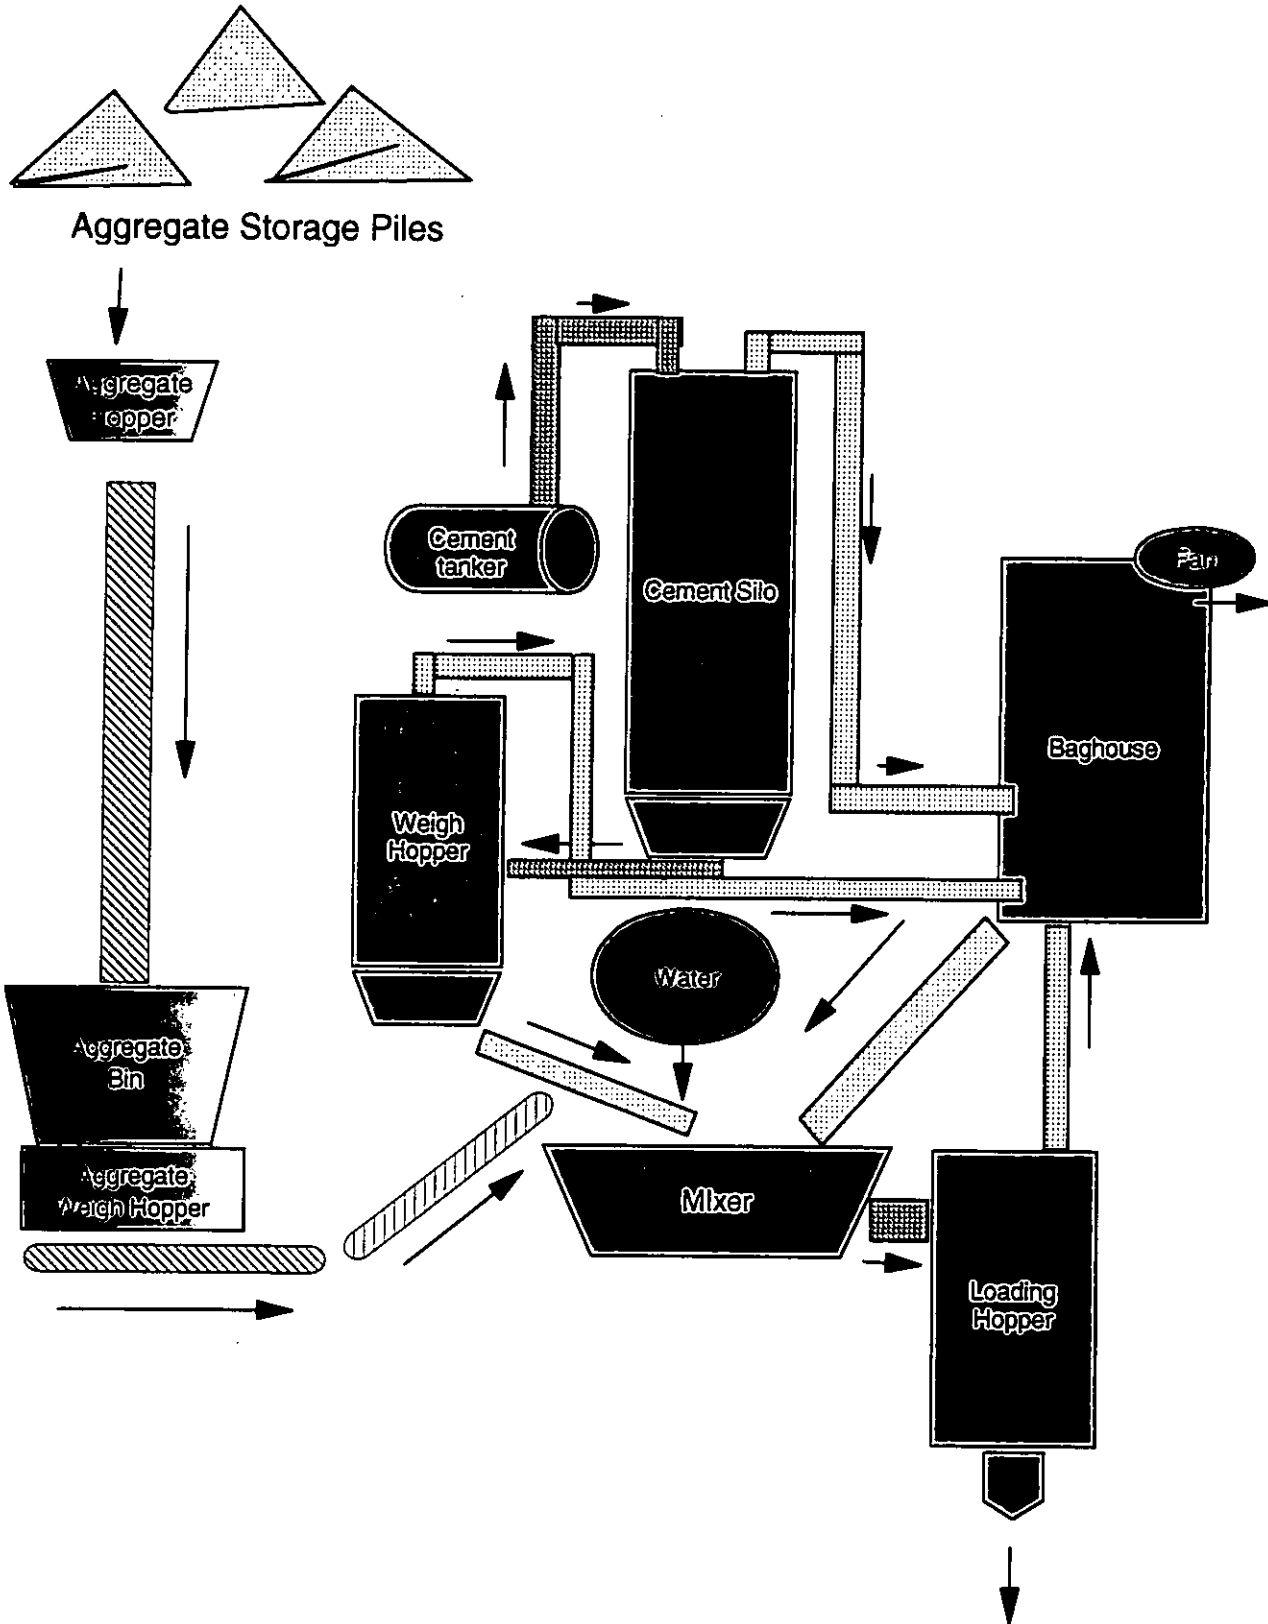 Aggregate Storage Piles
Aggregate
Hopper
Cement
tanker
Cement Silo
Fan
Baghouse
Weigh
Hopper
Water
Aggregate
Bin
Aggregate
Weigh Hopper
MIxer
Loading
Hopper